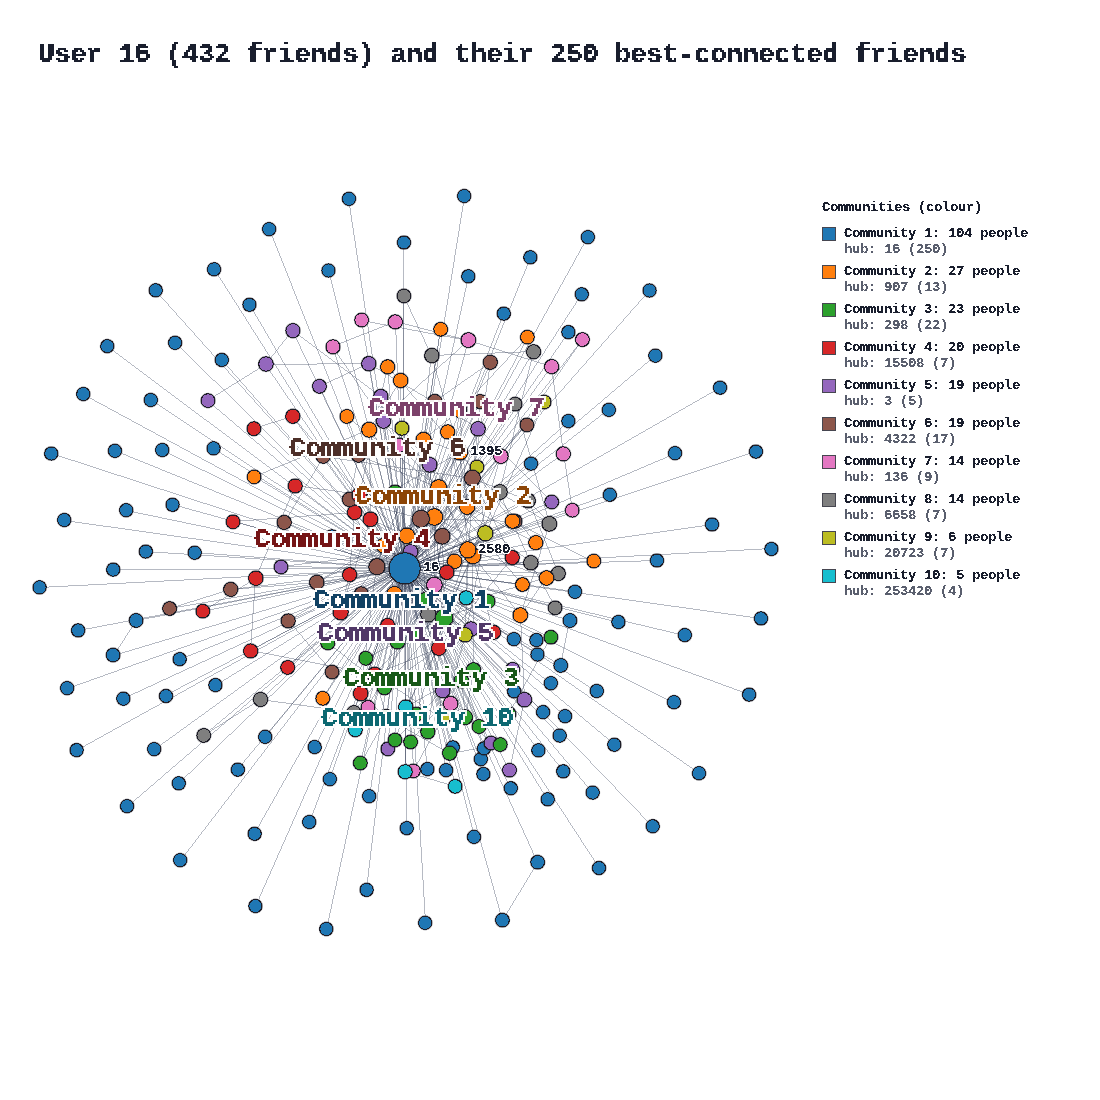 User 16 (432 friends) and their 250 best-connected friends
Communities (colour)
Community 1: 104 people
hub: 16 (250)
Community 2: 27 people
hub: 907 (13)
Community 3: 23 people
hub: 298 (22)
Community 4: 20 people
hub: 15508 (7)
Community 5: 19 people
hub: 3 (5)
Community 6: 19 people
hub: 4322 (17)
Community 7: 14 people
hub: 136 (9)
Community 8: 14 people
hub: 6658 (7)
Community 9: 6 people
hub: 20723 (7)
Community 10: 5 people
hub: 253420 (4)
Community 7
Community 6
1395
Community 2
Community 4
2580
16
Community 1
Community 5
Community 3
Community 10